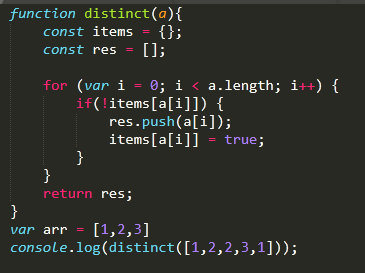 function distinct(a){
    const items = {};
    const res = [];

    for (var i = 0; i < a.length; i++) {
        if(!items[a[i]]) {
            res.push(a[i]);
            items[a[i]] = true;
        }
    }
    return res;
}
var arr = [1,2,3]
console.log(distinct([1,2,2,3,1]));